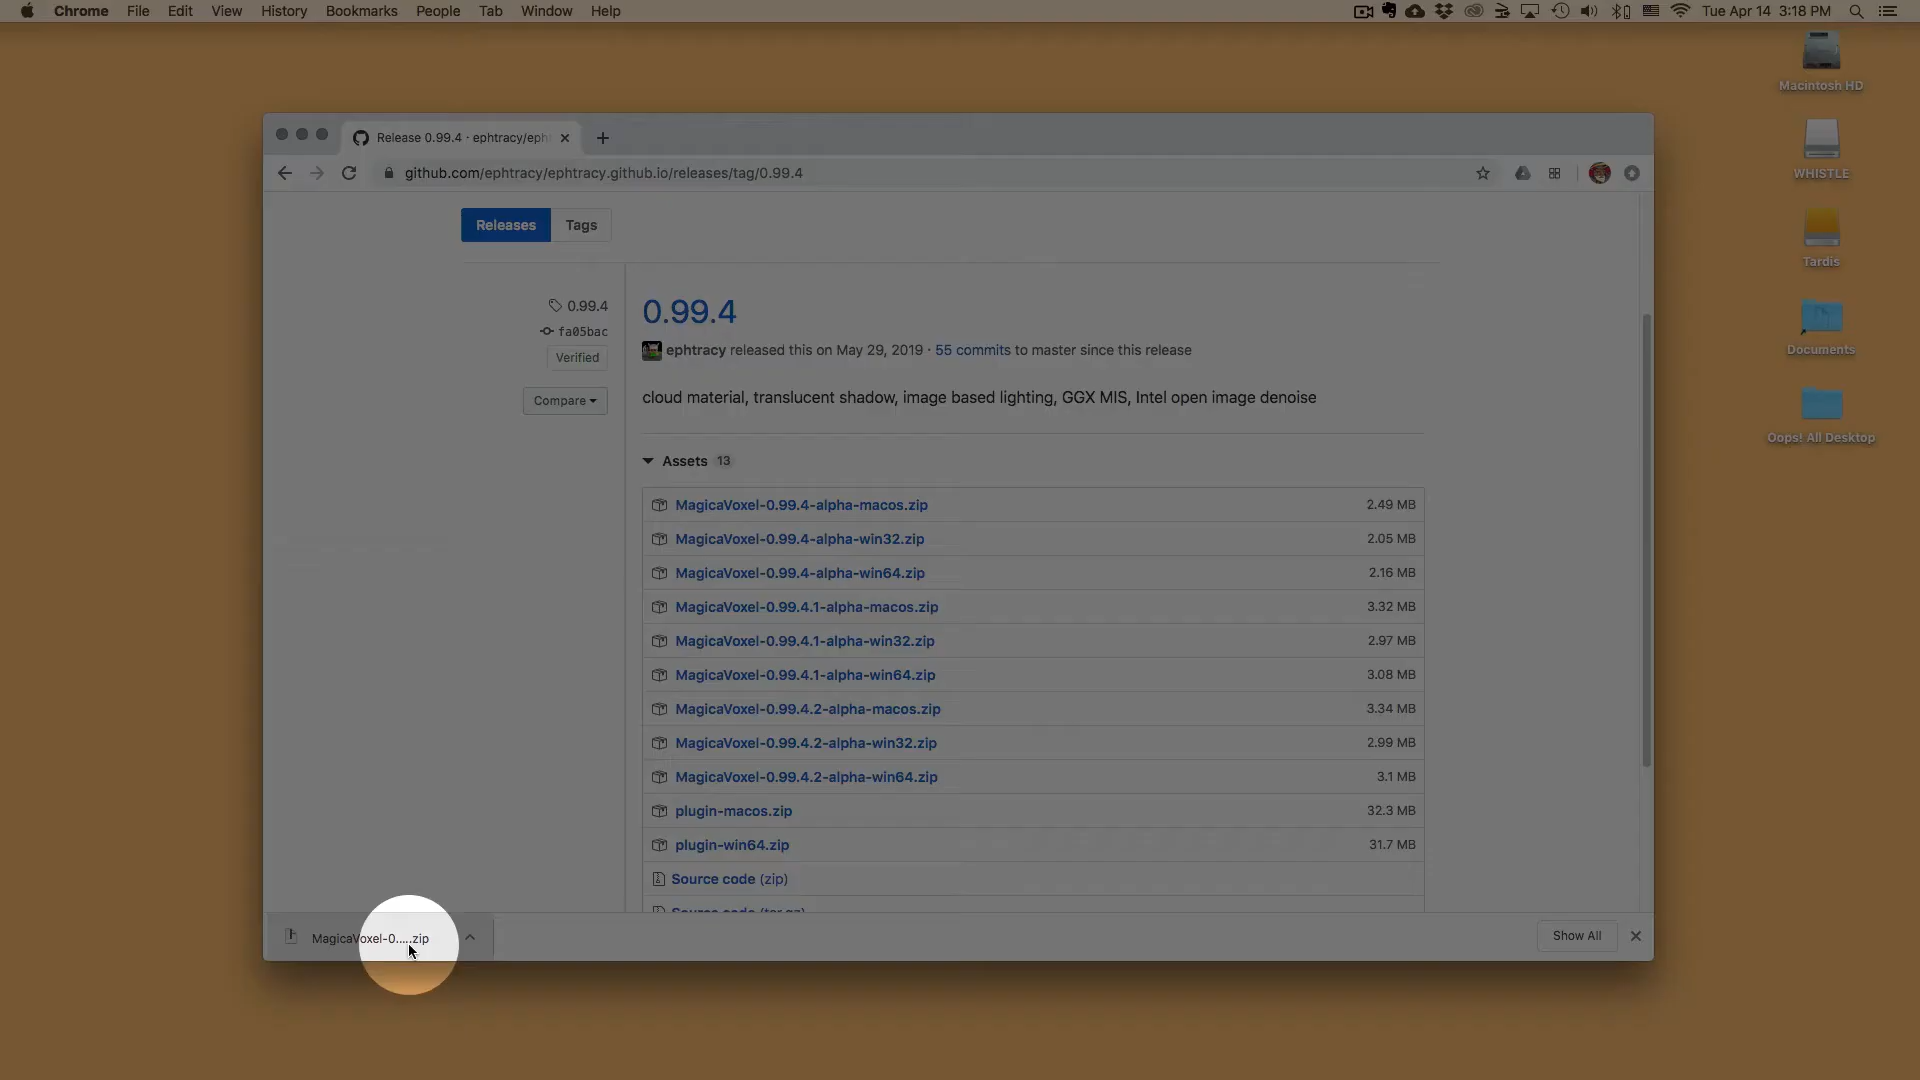 Chrome File Edit View History Bookmarks People Tab Window Help Tue Apr 14 3:18 PM
Macintosh HD
WHISTLE
Tardis
Documents
Oops! All Desktop
Release 0.99.4 · ephtracy/eph
github.com/ephtracy/ephtracy.github.io/releases/tag/0.99.4
Releases Tags
0.99.4
fa05bac
Verified
Compare
0.99.4
ephtracy released this on May 29, 2019 · 55 commits to master since this release
cloud material, translucent shadow, image based lighting, GGX MIS, Intel open image denoise
Assets 13
MagicaVoxel-0.99.4-alpha-macos.zip 2.49 MB
MagicaVoxel-0.99.4-alpha-win32.zip 2.05 MB
MagicaVoxel-0.99.4-alpha-win64.zip 2.16 MB
MagicaVoxel-0.99.4.1-alpha-macos.zip 3.32 MB
MagicaVoxel-0.99.4.1-alpha-win32.zip 2.97 MB
MagicaVoxel-0.99.4.1-alpha-win64.zip 3.08 MB
MagicaVoxel-0.99.4.2-alpha-macos.zip 3.34 MB
MagicaVoxel-0.99.4.2-alpha-win32.zip 2.99 MB
MagicaVoxel-0.99.4.2-alpha-win64.zip 3.1 MB
plugin-macos.zip 32.3 MB
plugin-win64.zip 31.7 MB
Source code (zip)
Source code (tar.gz)
MagicaVoxel-0.....zip
Show All